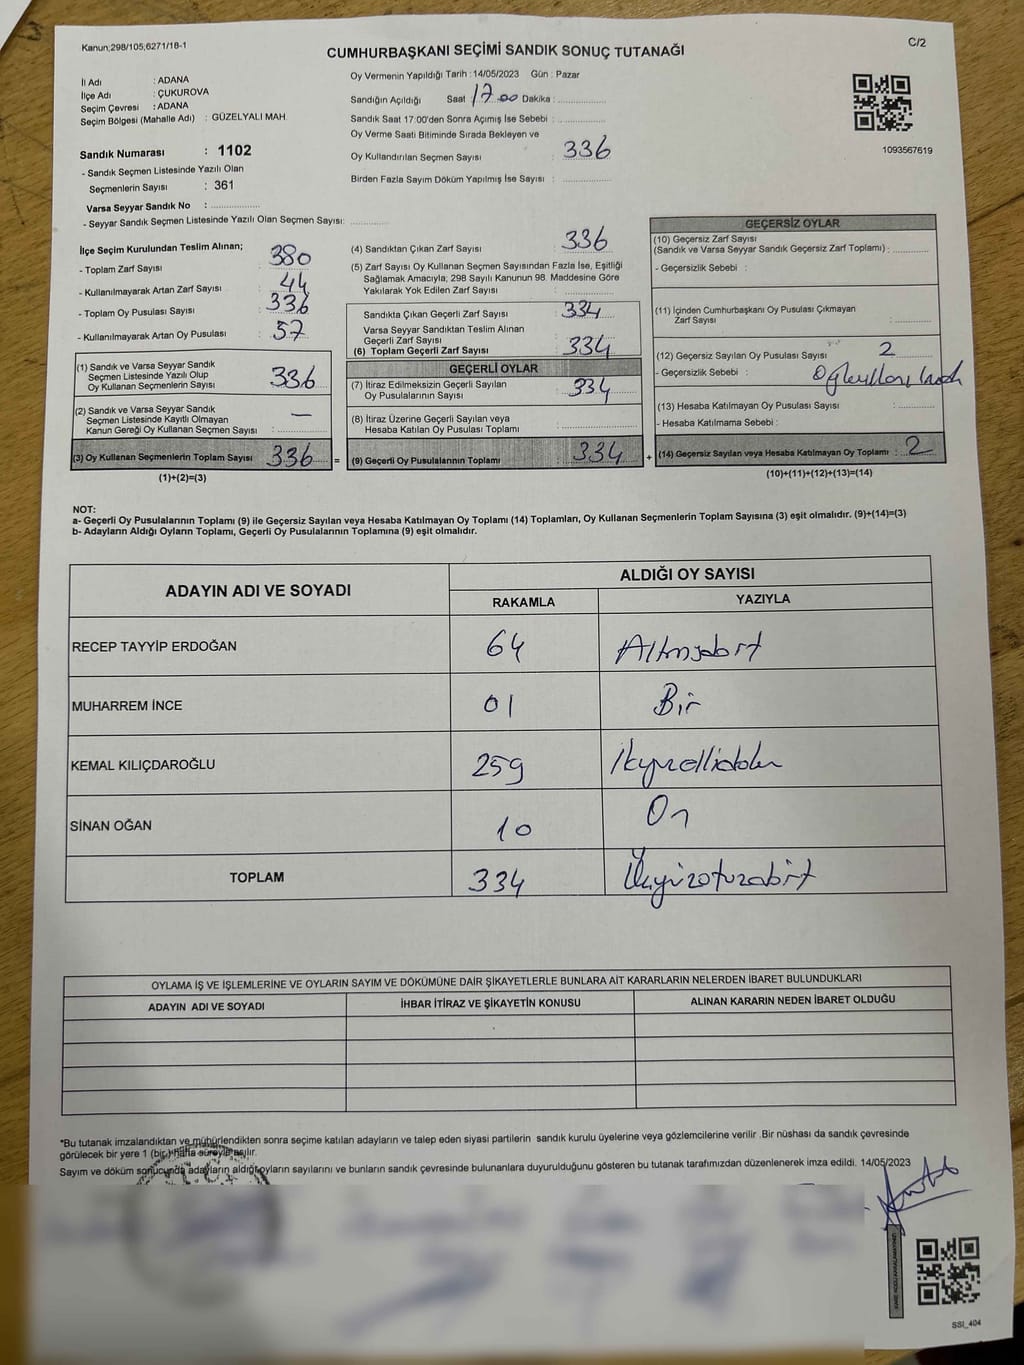 Kanun;298/105;6271/18-1
CUMHURBAŞKANI SEÇİMİ SANDIK SONUÇ TUTANAĞI
C/2
İl Adı : ADANA
İlçe Adı : ÇUKUROVA
Seçim Çevresi : ADANA
Seçim Bölgesi (Mahalle Adı) : GÜZELYALI MAH.
Sandık Numarası : 1102
- Sandık Seçmen Listesinde Yazılı Olan
Seçmenlerin Sayısı : 361
Varsa Seyyar Sandık No : ....................
- Seyyar Sandık Seçmen Listesinde Yazılı Olan Seçmen Sayısı: ...............
Oy Vermenin Yapıldığı Tarih : 14/05/2023 Gün : Pazar
Sandığın Açıldığı Saat 17.00 Dakika : ....................
Sandık Saat 17:00'den Sonra Açımış İse Sebebi : ....................
Oy Verme Saati Bitiminde Sırada Bekleyen ve
Oy Kullandırılan Seçmen Sayısı : 336
Birden Fazla Sayım Döküm Yapılmış İse Sayısı : ....................
1093567619
İlçe Seçim Kurulundan Teslim Alınan;
- Toplam Zarf Sayısı : 380
- Kullanılmayarak Artan Zarf Sayısı : 44
- Toplam Oy Pusulası Sayısı : 336
- Kullanılmayarak Artan Oy Pusulası : 57
(1) Sandık ve Varsa Seyyar Sandık
Seçmen Listesinde Yazılı Olup
Oy Kullanan Seçmenlerin Sayısı : 336
(2) Sandık ve Varsa Seyyar Sandık
Seçmen Listesinde Kayıtlı Olmayan
Kanun Gereği Oy Kullanan Seçmen Sayısı : —
(3) Oy Kullanan Seçmenlerin Toplam Sayısı : 336 =
(1)+(2)=(3)
(4) Sandıktan Çıkan Zarf Sayısı : 336
(5) Zarf Sayısı Oy Kullanan Seçmen Sayısından Fazla İse, Eşitliği
Sağlamak Amacıyla; 298 Sayılı Kanunun 98. Maddesine Göre
Yakılarak Yok Edilen Zarf Sayısı : ....................
Sandıkta Çıkan Geçerli Zarf Sayısı : 334
Varsa Seyyar Sandıktan Teslim Alınan
Geçerli Zarf Sayısı :
(6) Toplam Geçerli Zarf Sayısı : 334
GEÇERLİ OYLAR
(7) İtiraz Edilmeksizin Geçerli Sayılan
Oy Pusulalarının Sayısı : 334
(8) İtiraz Üzerine Geçerli Sayılan veya
Hesaba Katılan Oy Pusulası Toplamı : ....................
(9) Geçerli Oy Pusulalarının Toplamı : 334 +
GEÇERSİZ OYLAR
(10) Geçersiz Zarf Sayısı
(Sandık ve Varsa Seyyar Sandık Geçersiz Zarf Toplamı) : ............
- Geçersizlik Sebebi :
(11) İçinden Cumhurbaşkanı Oy Pusulası Çıkmayan
Zarf Sayısı : ............
(12) Geçersiz Sayılan Oy Pusulası Sayısı : 2
- Geçersizlik Sebebi :
(13) Hesaba Katılmayan Oy Pusulası Sayısı : ............
- Hesaba Katılmama Sebebi :
(14) Geçersiz Sayılan veya Hesaba Katılmayan Oy Toplamı : 2
(10)+(11)+(12)+(13)=(14)
NOT:
a- Geçerli Oy Pusulalarının Toplamı (9) ile Geçersiz Sayılan veya Hesaba Katılmayan Oy Toplamı (14) Toplamları, Oy Kullanan Seçmenlerin Toplam Sayısına (3) eşit olmalıdır. (9)+(14)=(3)
b- Adayların Aldığı Oyların Toplamı, Geçerli Oy Pusulalarının Toplamına (9) eşit olmalıdır.
ADAYIN ADI VE SOYADI ALDIĞI OY SAYISI
RAKAMLA YAZIYLA
RECEP TAYYİP ERDOĞAN 64 Altmışdört
MUHARREM İNCE 01 Bir
KEMAL KILIÇDAROĞLU 259
SİNAN OĞAN 10 On
TOPLAM 334 Üçyüzotuzdört
OYLAMA İŞ VE İŞLEMLERİNE VE OYLARIN SAYIM VE DÖKÜMÜNE DAİR ŞİKAYETLERLE BUNLARA AİT KARARLARIN NELERDEN İBARET BULUNDUKLARI
ADAYIN ADI VE SOYADI İHBAR İTİRAZ VE ŞİKAYETİN KONUSU ALINAN KARARIN NEDEN İBARET OLDUĞU
*Bu tutanak imzalandıktan ve mühürlendikten sonra seçime katılan adayların ve talep eden siyasi partilerin sandık kurulu üyelerine veya gözlemcilerine verilir .Bir nüshası da sandık çevresinde
görülecek bir yere 1 (bir) hafta süreyle asılır.
Sayım ve döküm sonucunda adayların aldığı oyların sayılarını ve bunların sandık çevresinde bulunanlara duyurulduğunu gösteren bu tutanak tarafımızdan düzenlenerek imza edildi. 14/05/2023
SSI_404